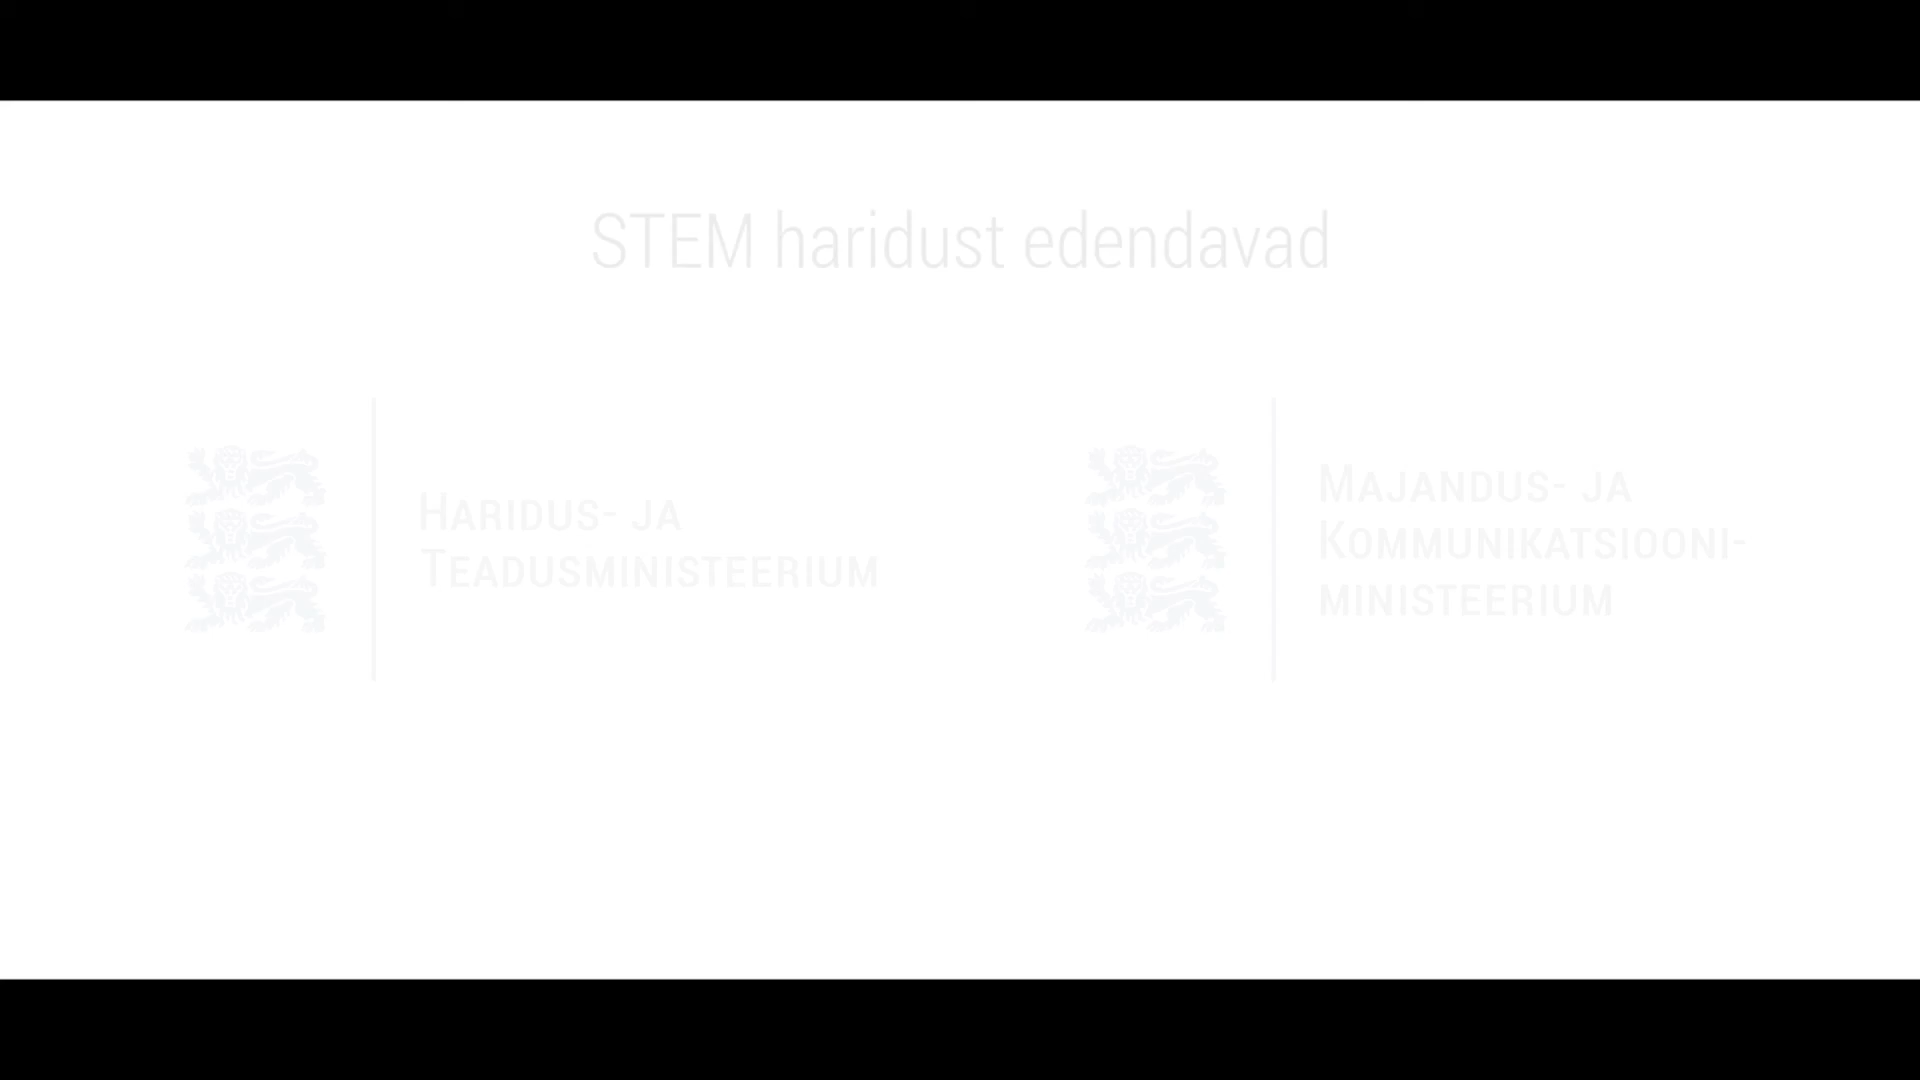 STEM haridust edendavad
HARIDUS- JA
TEADUSMINISTEERIUM
MAJANDUS- JA
KOMMUNIKATSIOONI-
MINISTEERIUM